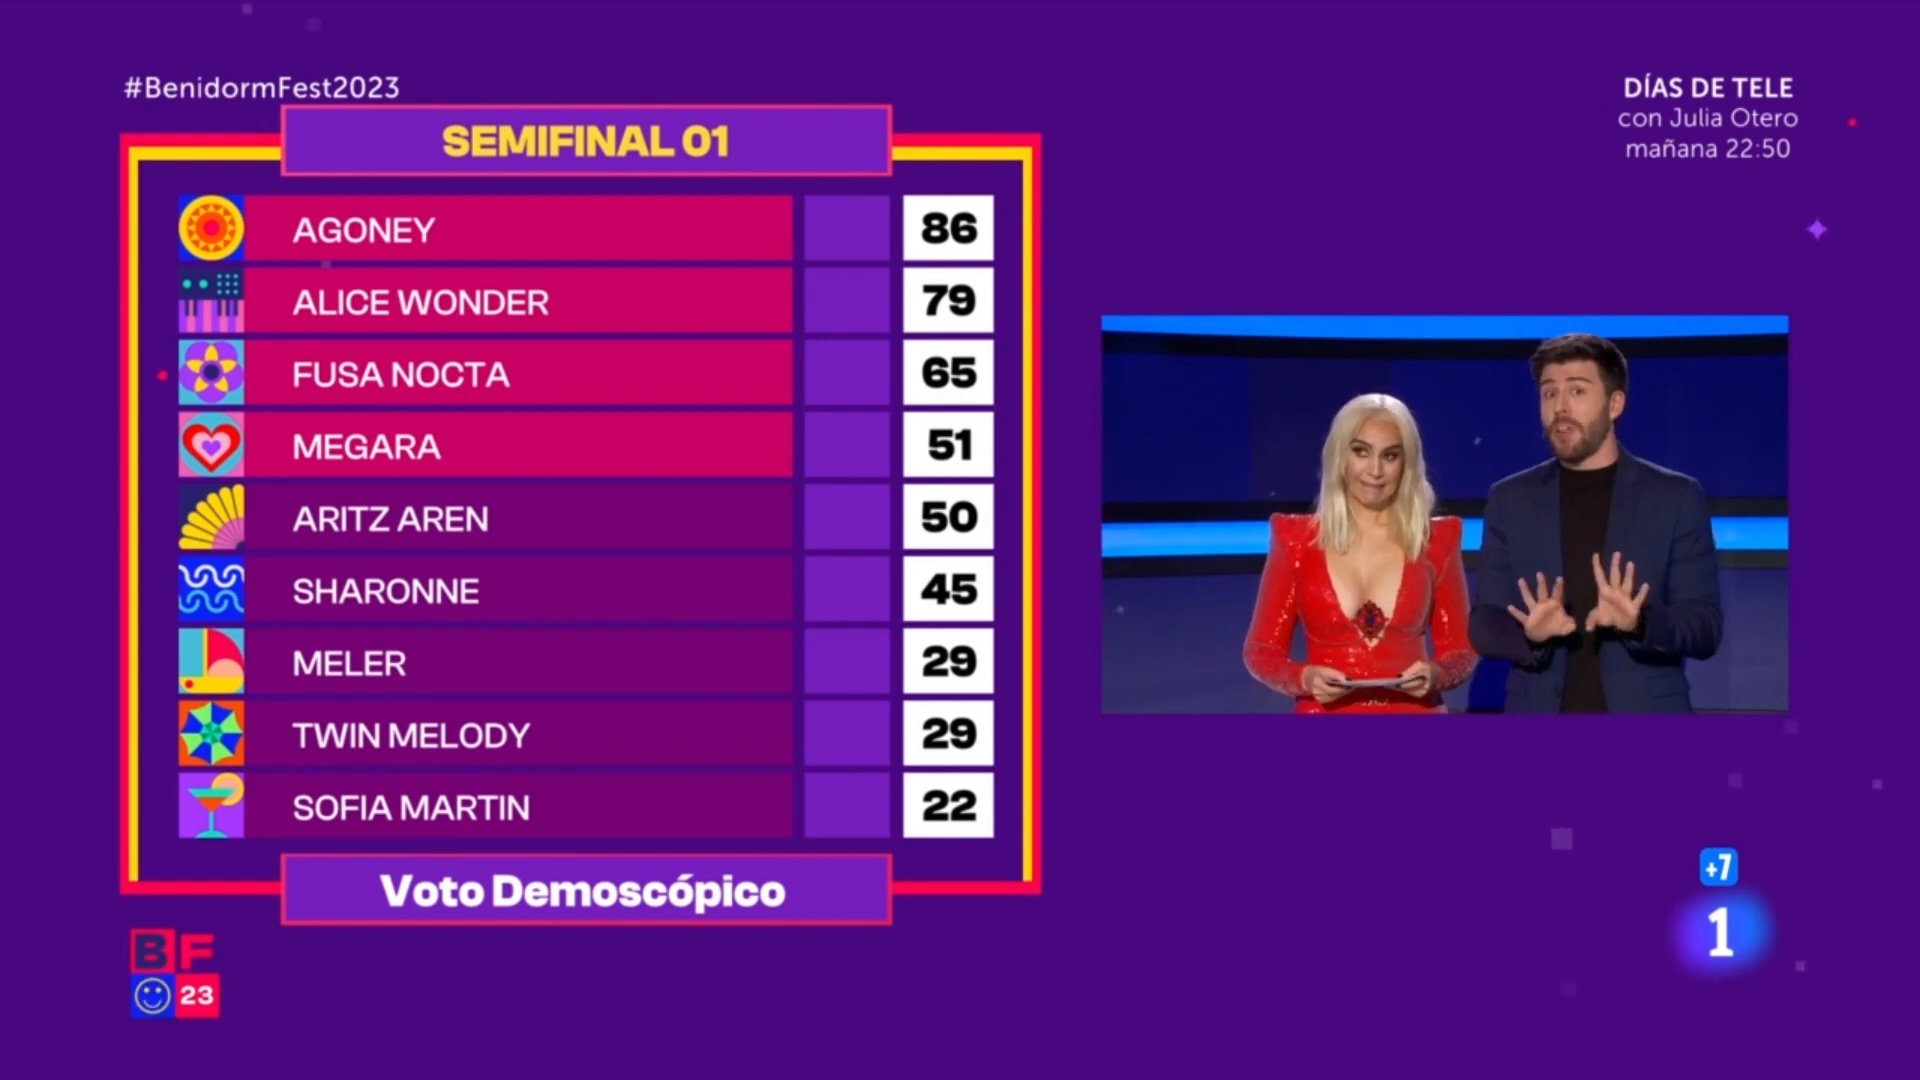 #BenidormFest2023
DÍAS DE TELE
con Julia Otero
mañana 22:50
SEMIFINAL 01
AGONEY 86
ALICE WONDER 79
FUSA NOCTA 65
MEGARA 51
ARITZ AREN 50
SHARONNE 45
MELER 29
TWIN MELODY 29
SOFIA MARTIN 22
Voto Demoscópico
+7
1
BF
23